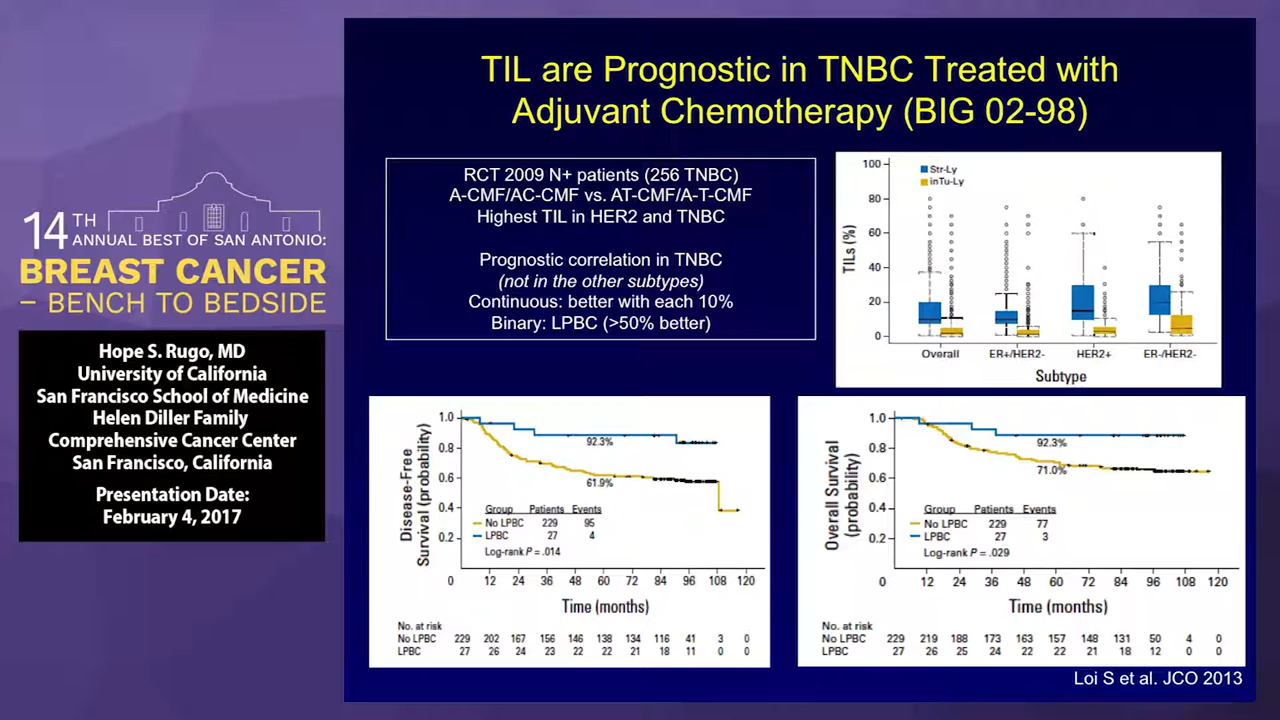 14TH
ANNUAL BEST OF SAN ANTONIO:
BREAST CANCER
– BENCH TO BEDSIDE
Hope S. Rugo, MD
University of California
San Francisco School of Medicine
Helen Diller Family
Comprehensive Cancer Center
San Francisco, California
Presentation Date:
February 4, 2017
TIL are Prognostic in TNBC Treated with
Adjuvant Chemotherapy (BIG 02-98)
RCT 2009 N+ patients (256 TNBC)
A-CMF/AC-CMF vs. AT-CMF/A-T-CMF
Highest TIL in HER2 and TNBC
Prognostic correlation in TNBC
(not in the other subtypes)
Continuous: better with each 10%
Binary: LPBC (>50% better)
Str-Ly
inTu-Ly
TILs (%)
100
80
60
40
20
0
Overall ER+/HER2- HER2+ ER-/HER2-
Subtype
Disease-Free
Survival (probability)
1.0
0.8
0.6
0.4
0.2
92.3%
61.9%
Group Patients Events
No LPBC 229 95
LPBC 27 4
Log-rank P = .014
0 12 24 36 48 60 72 84 96 108 120
Time (months)
No. at risk
No LPBC 229 202 167 156 146 138 134 116 41 3 0
LPBC 27 26 24 23 22 22 21 18 11 0 0
Overall Survival
(probability)
1.0
0.8
0.6
0.4
0.2
92.3%
71.0%
Group Patients Events
No LPBC 229 77
LPBC 27 3
Log-rank P = .029
0 12 24 36 48 60 72 84 96 108 120
Time (months)
No. at risk
No LPBC 229 219 188 173 163 157 148 131 50 4 0
LPBC 27 26 25 24 22 22 21 18 12 0 0
Loi S et al. JCO 2013